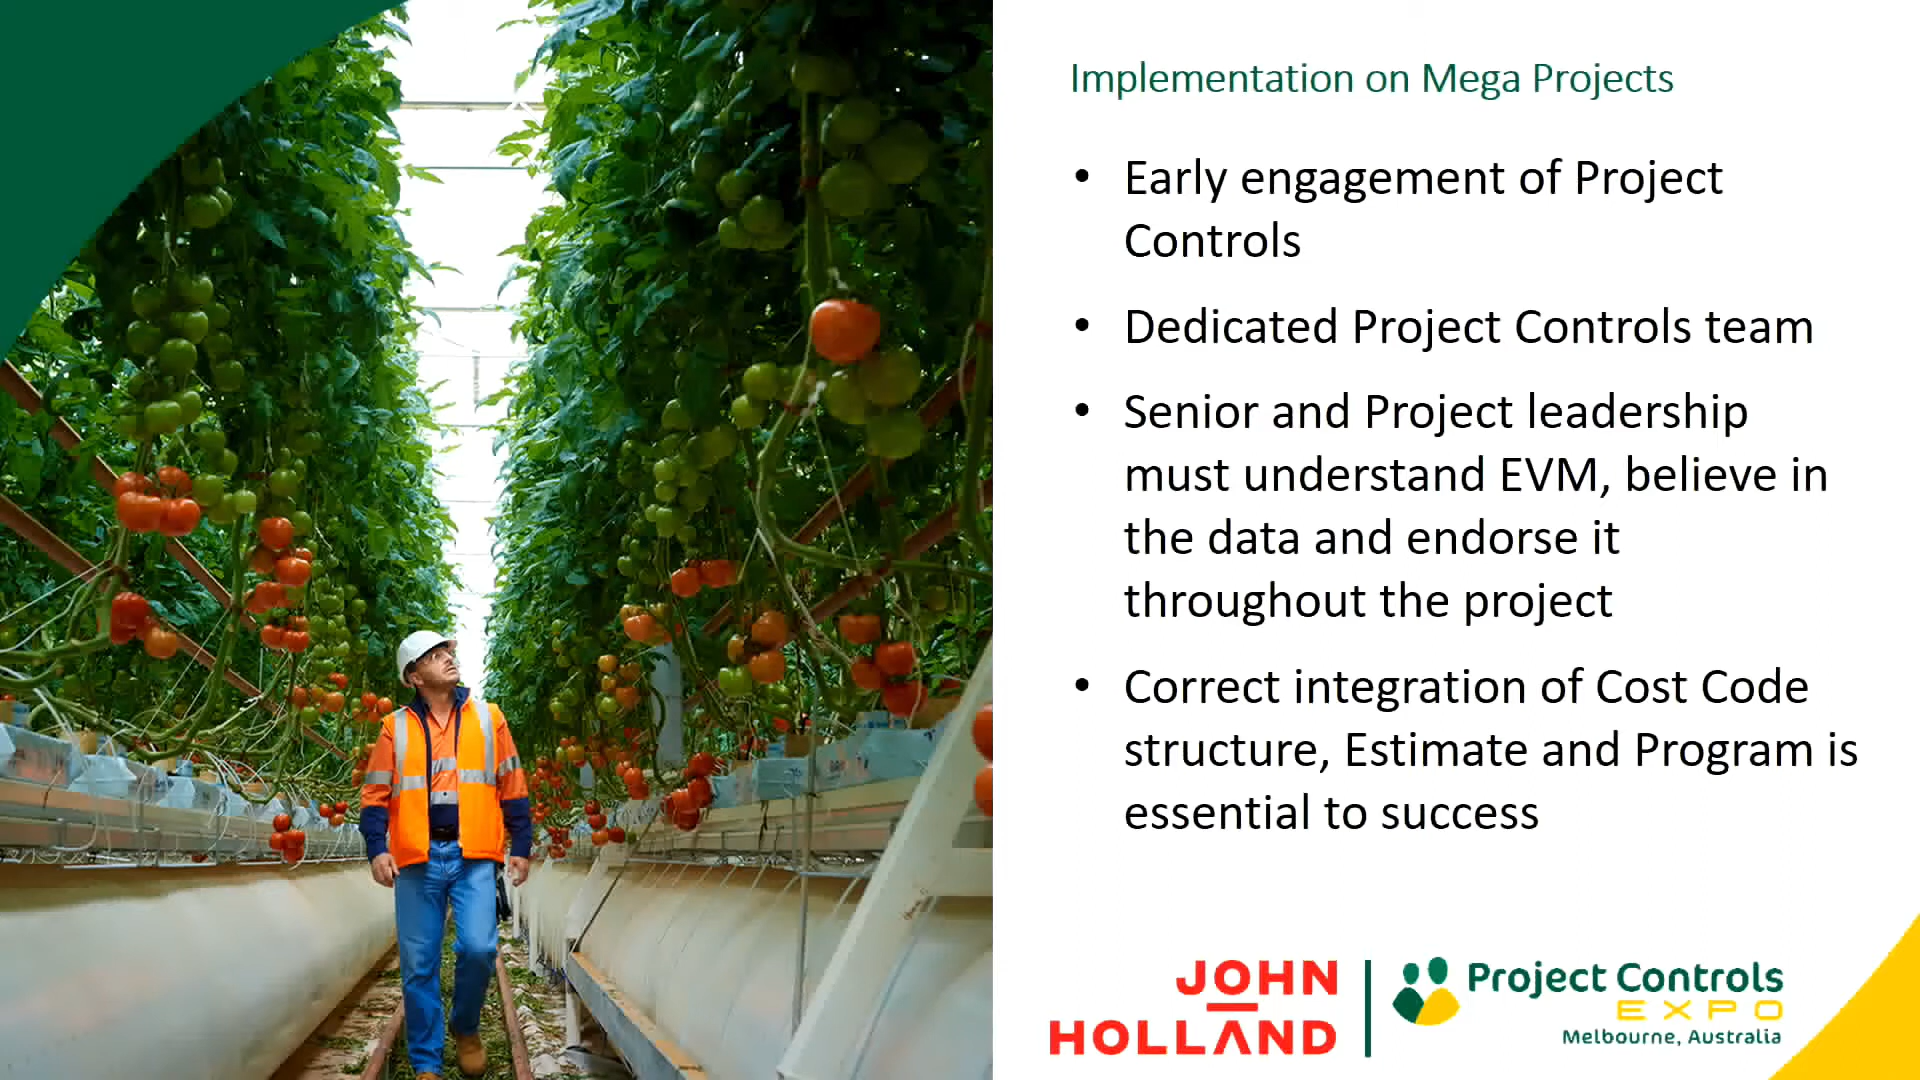 Implementation on Mega Projects
• Early engagement of Project
Controls
• Dedicated Project Controls team
• Senior and Project leadership
must understand EVM, believe in
the data and endorse it
throughout the project
• Correct integration of Cost Code
structure, Estimate and Program is
essential to success
JOHN
HOLLAND
Project Controls
EXPO
Melbourne, Australia